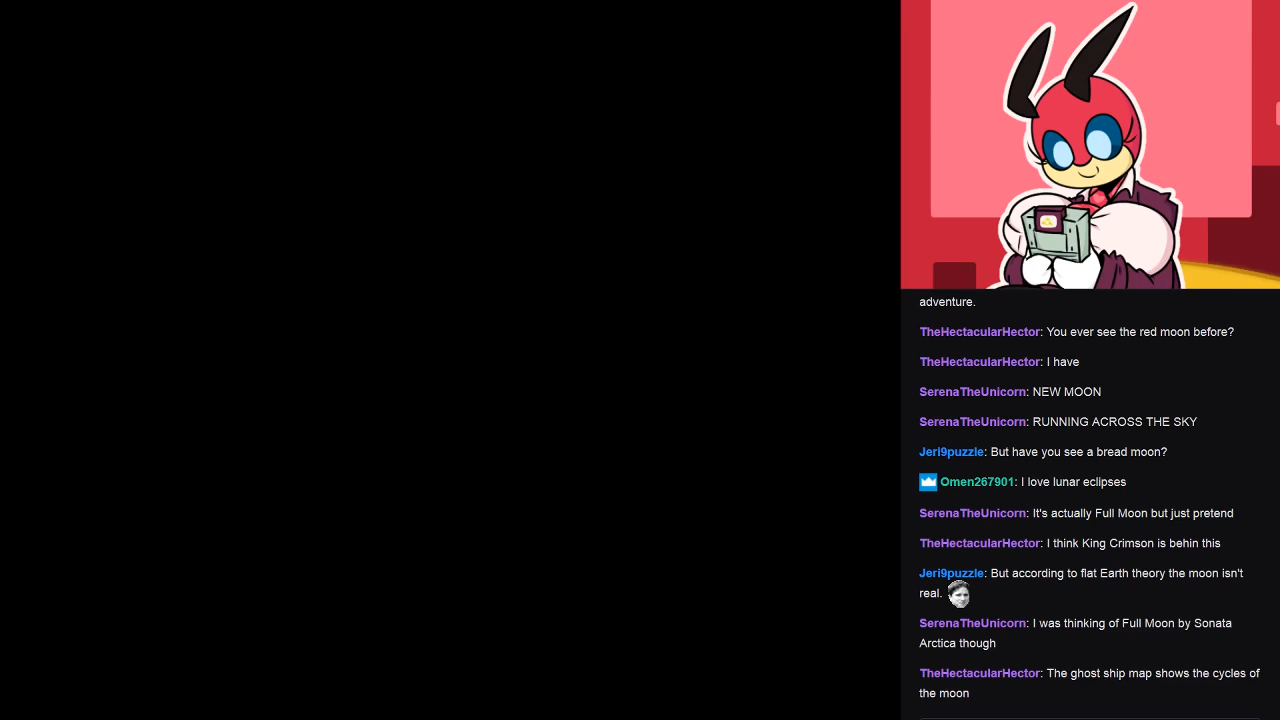 adventure.
TheHectacularHector: You ever see the red moon before?
TheHectacularHector: I have
SerenaTheUnicorn: NEW MOON
SerenaTheUnicorn: RUNNING ACROSS THE SKY
Jeri9puzzle: But have you see a bread moon?
Omen267901: I love lunar eclipses
SerenaTheUnicorn: It's actually Full Moon but just pretend
TheHectacularHector: I think King Crimson is behin this
Jeri9puzzle: But according to flat Earth theory the moon isn't
real.
SerenaTheUnicorn: I was thinking of Full Moon by Sonata
Arctica though
TheHectacularHector: The ghost ship map shows the cycles of
the moon